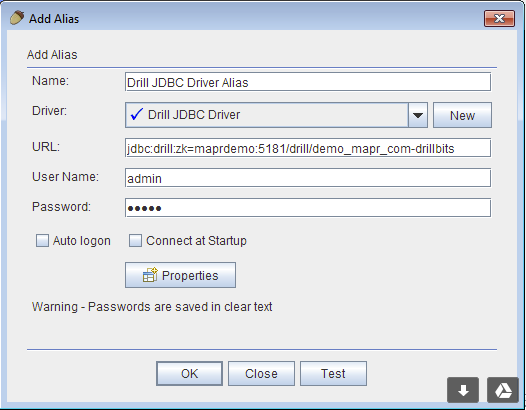 Add Alias
Add Alias
Name: Drill JDBC Driver Alias
Driver: Drill JDBC Driver New
URL: jdbc:drill:zk=maprdemo:5181/drill/demo_mapr_com-drillbits
User Name: admin
Password: •••••
Auto logon Connect at Startup
Properties
Warning - Passwords are saved in clear text
OK Close Test